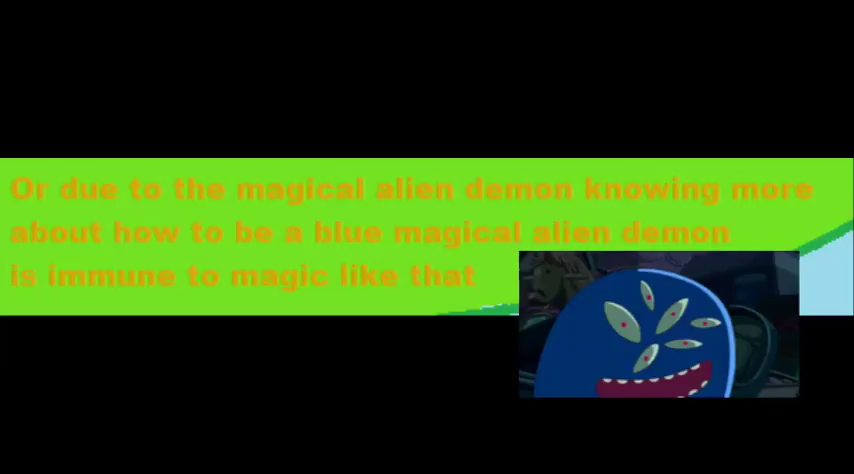 Or due to the magical alien demon knowing more
about how to be a blue magical alien demon
is immune to magic like that